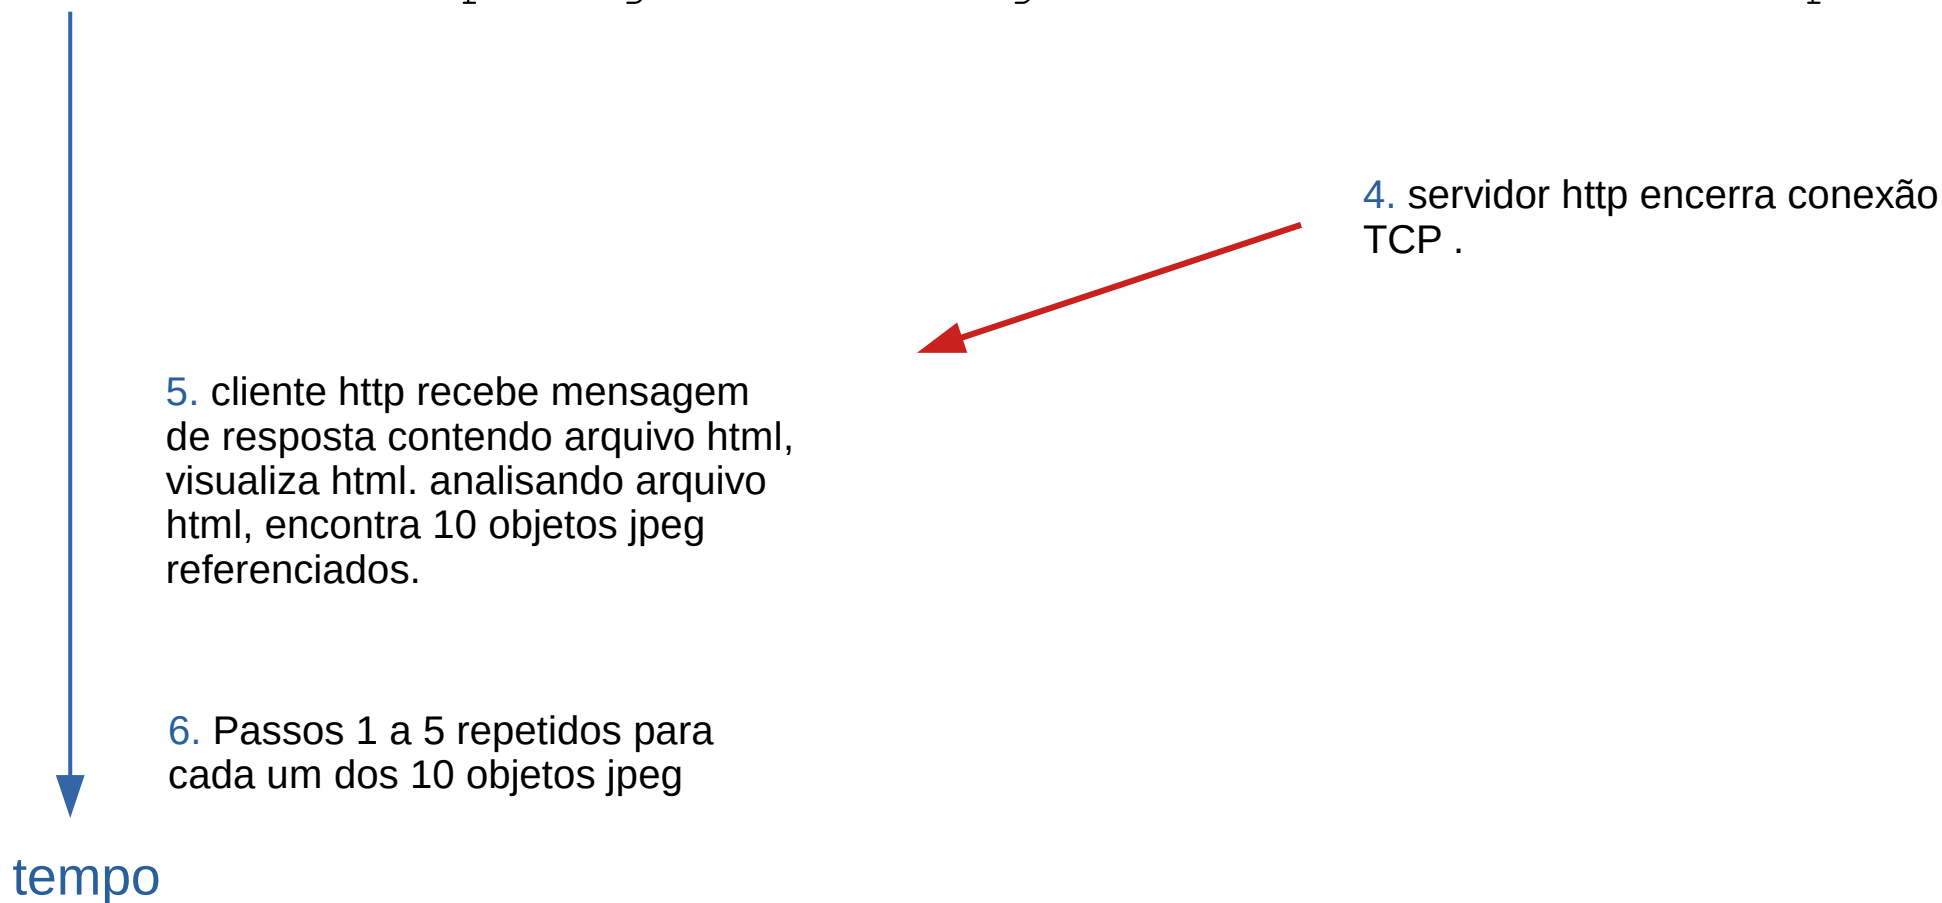 4. servidor http encerra conexão
TCP .
5. cliente http recebe mensagem
de resposta contendo arquivo html,
visualiza html. analisando arquivo
html, encontra 10 objetos jpeg
referenciados.
6. Passos 1 a 5 repetidos para
cada um dos 10 objetos jpeg
tempo